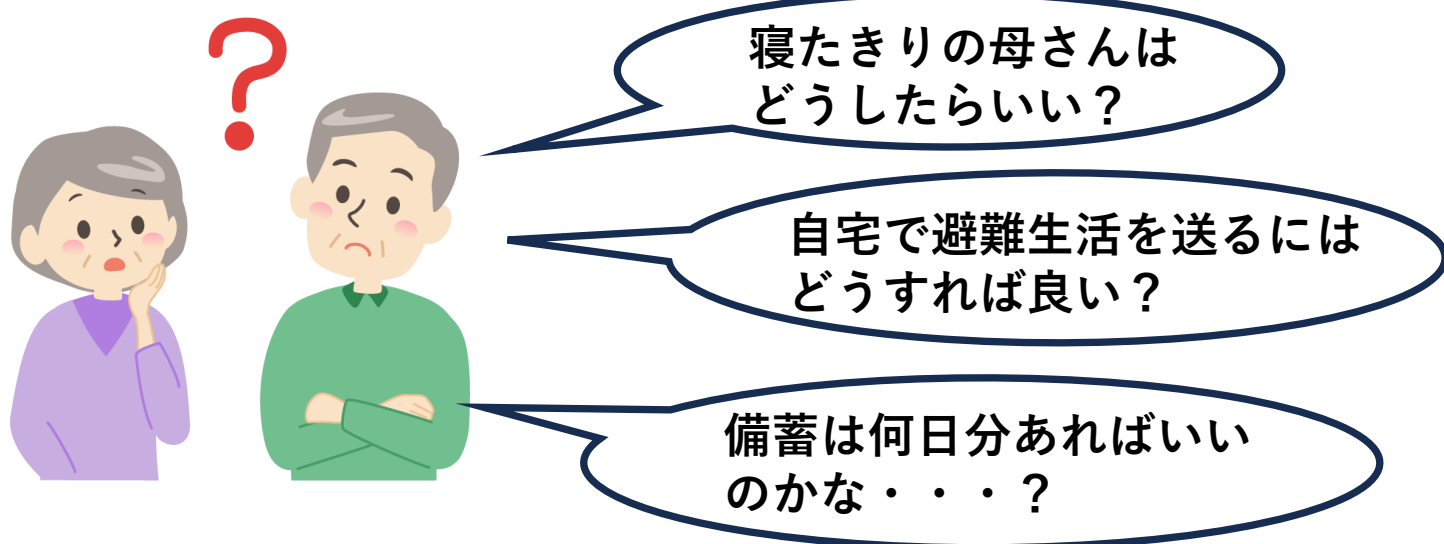 ?
寝たきりの母さんは
どうしたらいい？
自宅で避難生活を送るには
どうすれば良い？
備蓄は何日分あればいい
のかな・・・？